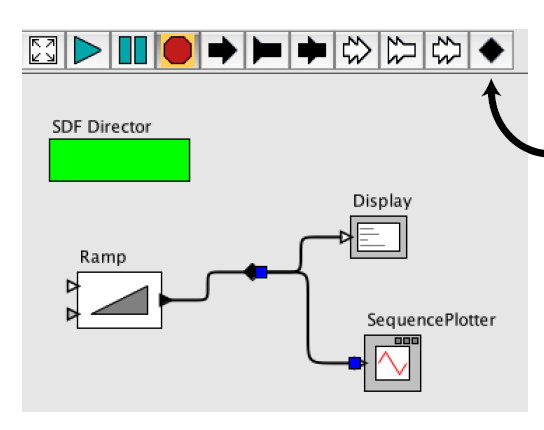 SDF Director
Display
Ramp
SequencePlotter